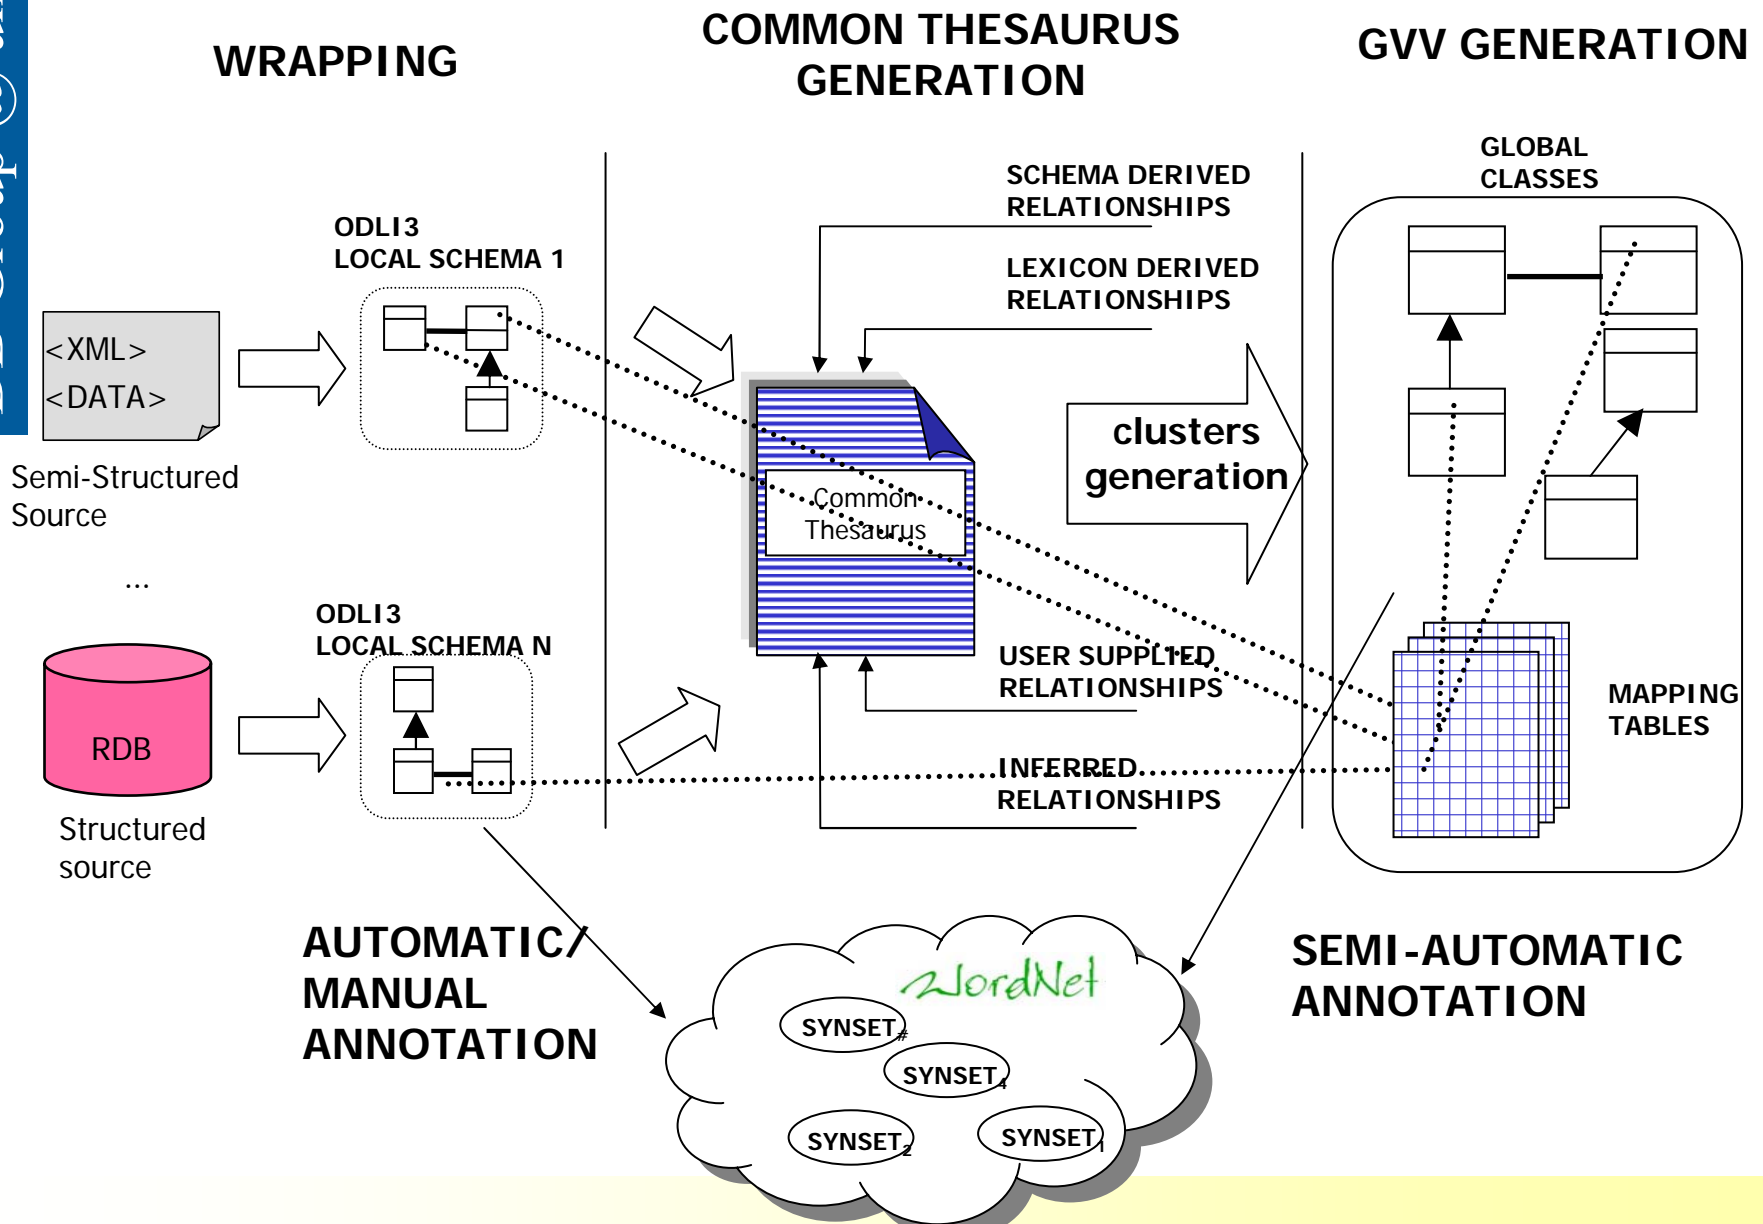 WRAPPING
COMMON THESAURUS
GENERATION
GVV GENERATION
GLOBAL
CLASSES
SCHEMA DERIVED
RELATIONSHIPS
ODLI3
LOCAL SCHEMA 1
LEXICON DERIVED
RELATIONSHIPS
<XML>
<DATA>
clusters
generation
Semi-Structured
Source
Common
Thesaurus
...
ODLI3
LOCAL SCHEMA N
USER SUPPLIED
RELATIONSHIPS
MAPPING
TABLES
RDB
INFERRED
RELATIONSHIPS
Structured
source
AUTOMATIC/
MANUAL
ANNOTATION
SEMI-AUTOMATIC
ANNOTATION
WordNet
SYNSET#
SYNSET4
SYNSET2
SYNSET1